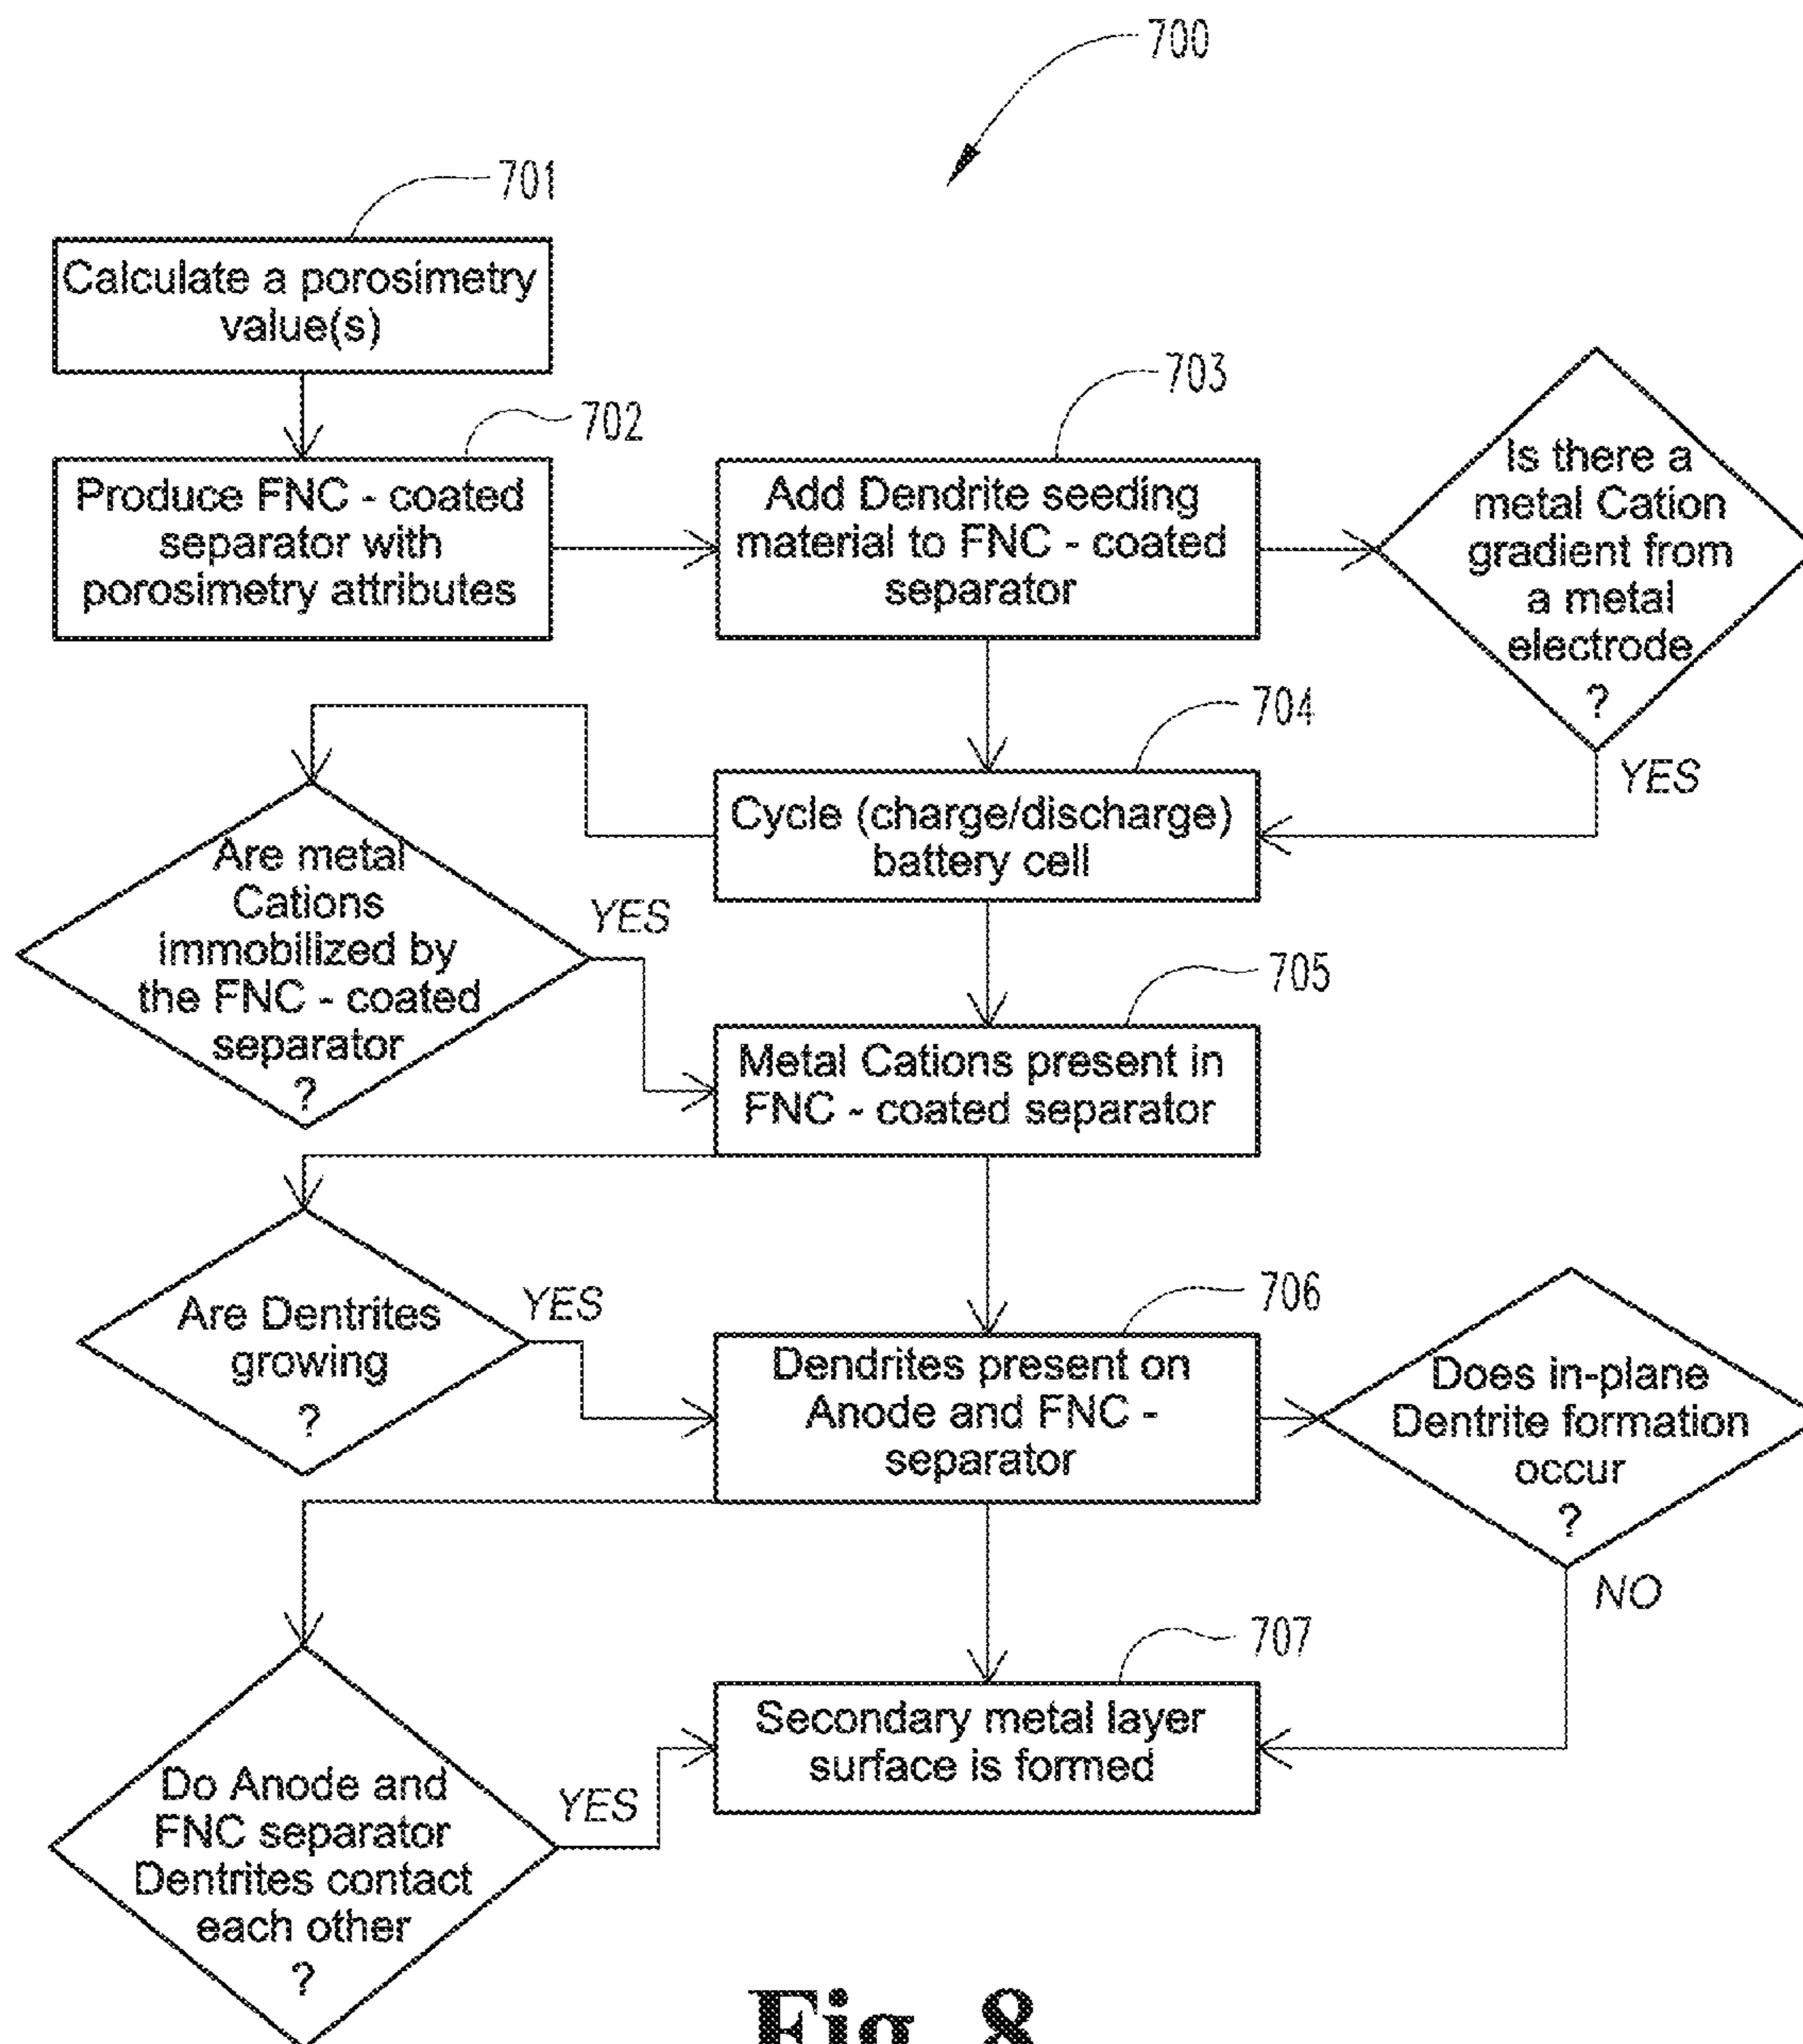 700
701
Calculate a porosimetry
value(s)
702
Produce FNC - coated
separator with
porosimetry attributes
703
Add Dendrite seeding
material to FNC - coated
separator
Is there a
metal Cation
gradient from
a metal
electrode
?
YES
704
Cycle (charge/discharge)
battery cell
Are metal
Cations
immobilized by
the FNC - coated
separator
?
YES
705
Metal Cations present in
FNC - coated separator
Are Dentrites
growing
?
YES
706
Dendrites present on
Anode and FNC -
separator
Does in-plane
Dentrite formation
occur
?
NO
707
Secondary metal layer
surface is formed
Do Anode and
FNC separator
Dentrites contact
each other
?
YES
Fig. 8